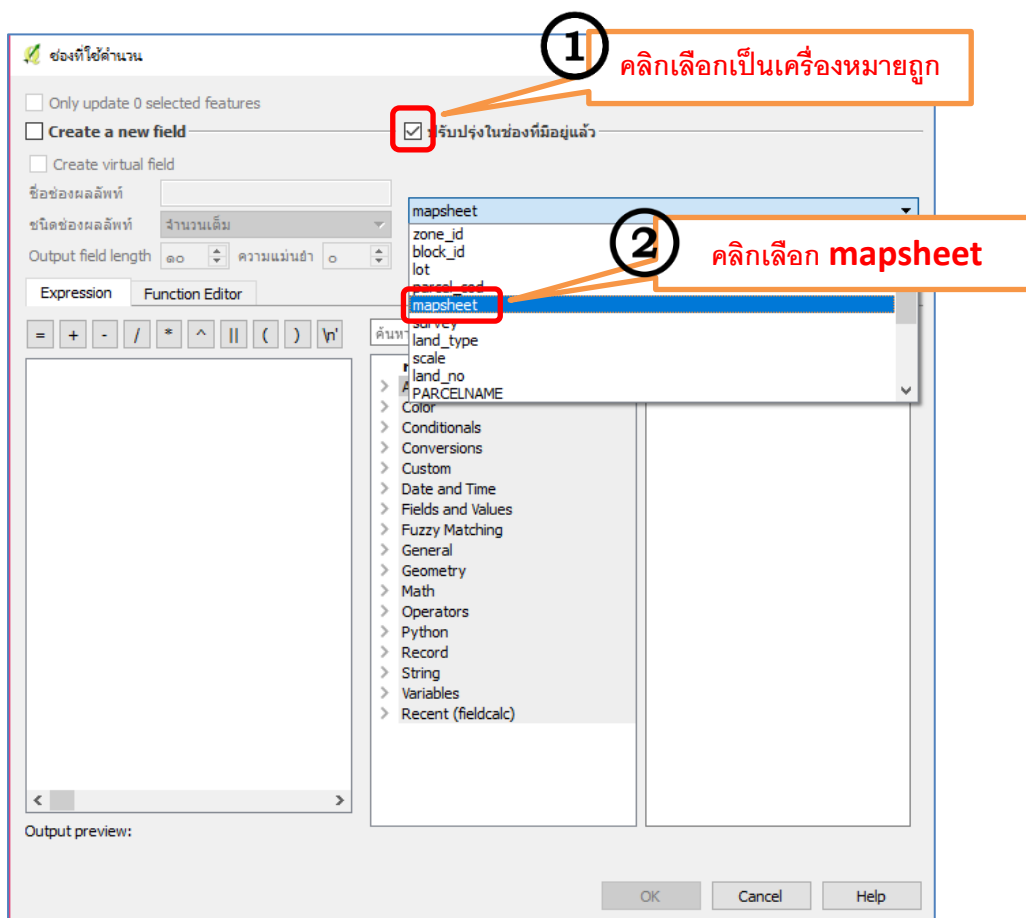 ช่องที่ใช้คำนวน
1
คลิกเลือกเป็นเครื่องหมายถูก
Only update 0 selected features
Create a new field
ปรับปรุ่งในช่องที่มีอยู่แล้ว
Create virtual field
ชื่อช่องผลลัพท์
ชนิดช่องผลลัพท์ จำนวนเต็ม
Output field length ๑๐ ความแม่นยำ ๐
mapsheet
zone_id
block_id
lot
parcel_cod
mapsheet
survey
land_type
scale
land_no
PARCELNAME
2
คลิกเลือก mapsheet
Expression Function Editor
= + - / * ^ || ( ) \n'
ค้นหา
Color
Conditionals
Conversions
Custom
Date and Time
Fields and Values
Fuzzy Matching
General
Geometry
Math
Operators
Python
Record
String
Variables
Recent (fieldcalc)
Output preview:
OK Cancel Help